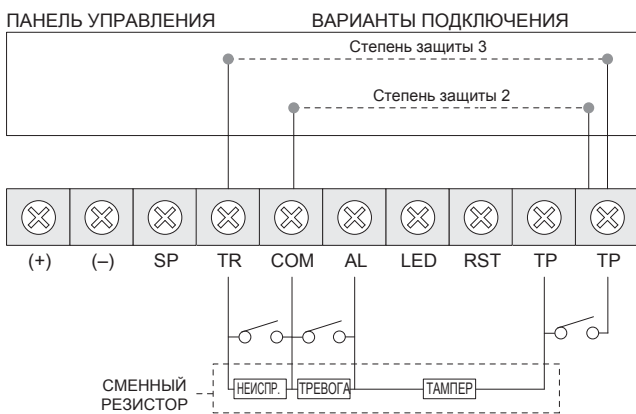 ПАНЕЛЬ УПРАВЛЕНИЯ ВАРИАНТЫ ПОДКЛЮЧЕНИЯ
Степень защиты 3
Степень защиты 2
(+) (–) SP TR COM AL LED RST TP TP
СМЕННЫЙ
РЕЗИСТОР
НЕИСПР. ТРЕВОГА ТАМПЕР